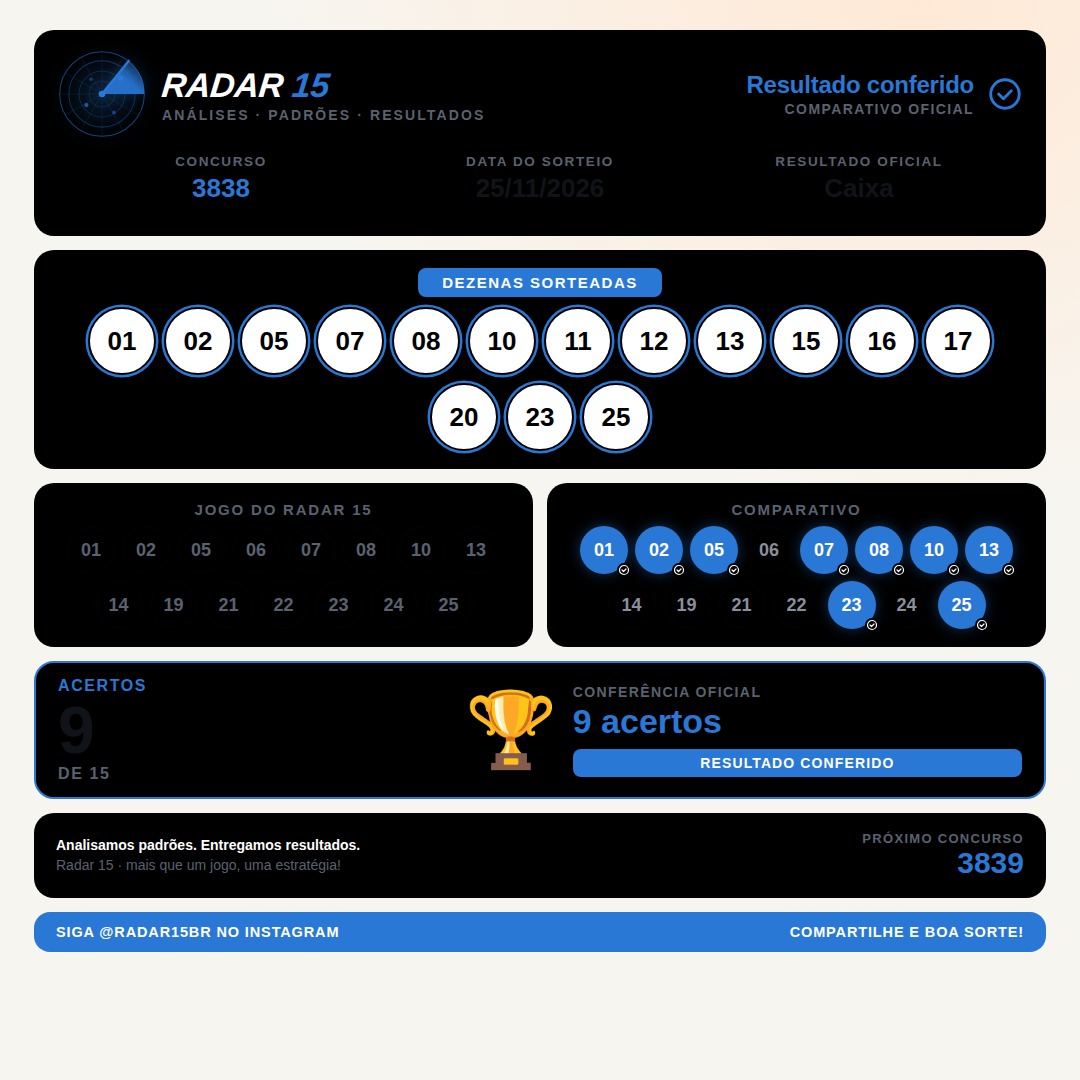 RADAR 15
ANÁLISES · PADRÕES · RESULTADOS
Resultado conferido
COMPARATIVO OFICIAL
CONCURSO
3838
DATA DO SORTEIO
25/11/2026
RESULTADO OFICIAL
Caixa
DEZENAS SORTEADAS
01 02 05 07 08 10 11 12 13 15 16 17
20 23 25
JOGO DO RADAR 15
01 02 05 06 07 08 10 13
14 19 21 22 23 24 25
COMPARATIVO
01 02 05 06 07 08 10 13
14 19 21 22 23 24 25
ACERTOS
9
DE 15
CONFERÊNCIA OFICIAL
9 acertos
RESULTADO CONFERIDO
Analisamos padrões. Entregamos resultados.
Radar 15 · mais que um jogo, uma estratégia!
PRÓXIMO CONCURSO
3839
SIGA @RADAR15BR NO INSTAGRAM
COMPARTILHE E BOA SORTE!